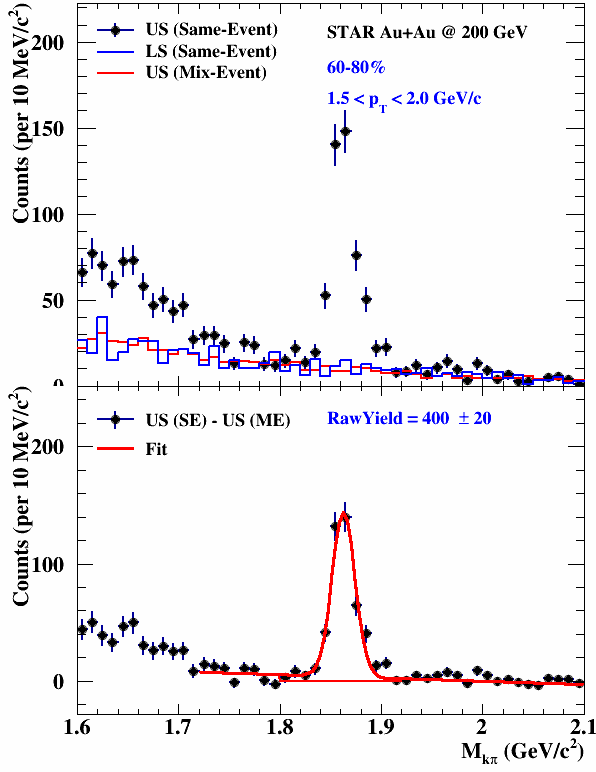 Counts (per 10 MeV/c²)
US (Same-Event)
LS (Same-Event)
US (Mix-Event)
STAR Au+Au @ 200 GeV
60-80%
1.5 < p_T < 2.0 GeV/c
200
150
100
50
0
Counts (per 10 MeV/c²)
US (SE) - US (ME)
Fit
RawYield = 400 ± 20
200
100
0
1.6 1.7 1.8 1.9 2 2.1
M_kπ (GeV/c²)